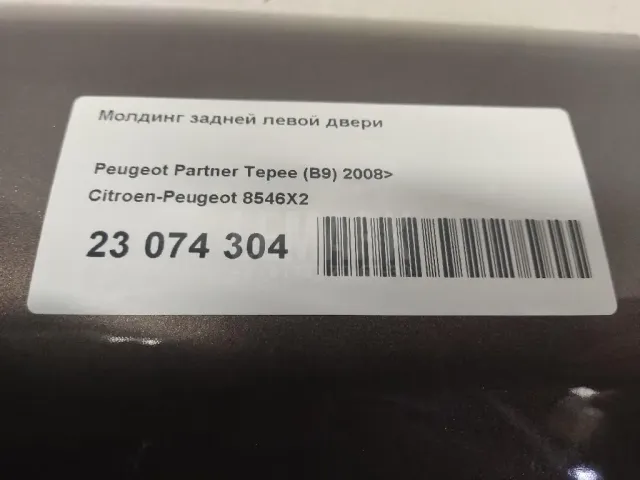 Молдинг задней левой двери
Peugeot Partner Tepee (B9) 2008>
Citroen-Peugeot 8546X2
23 074 304